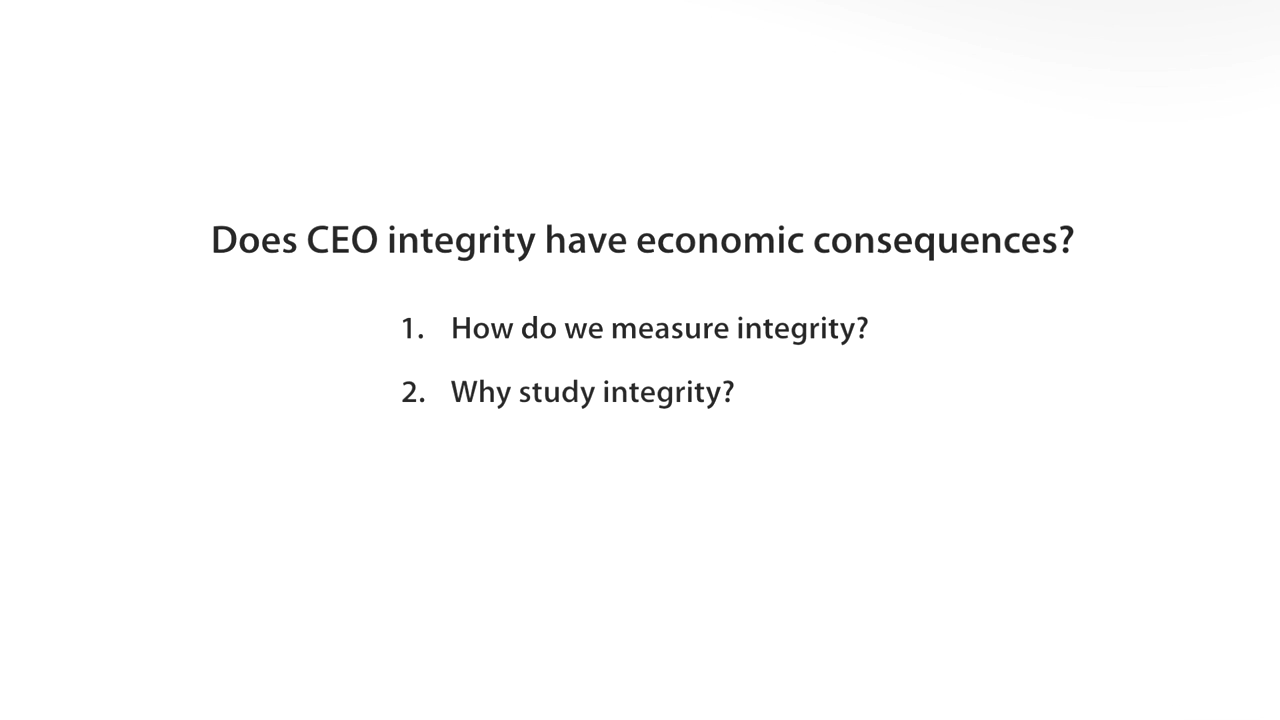 Does CEO integrity have economic consequences?
1. How do we measure integrity?
2. Why study integrity?